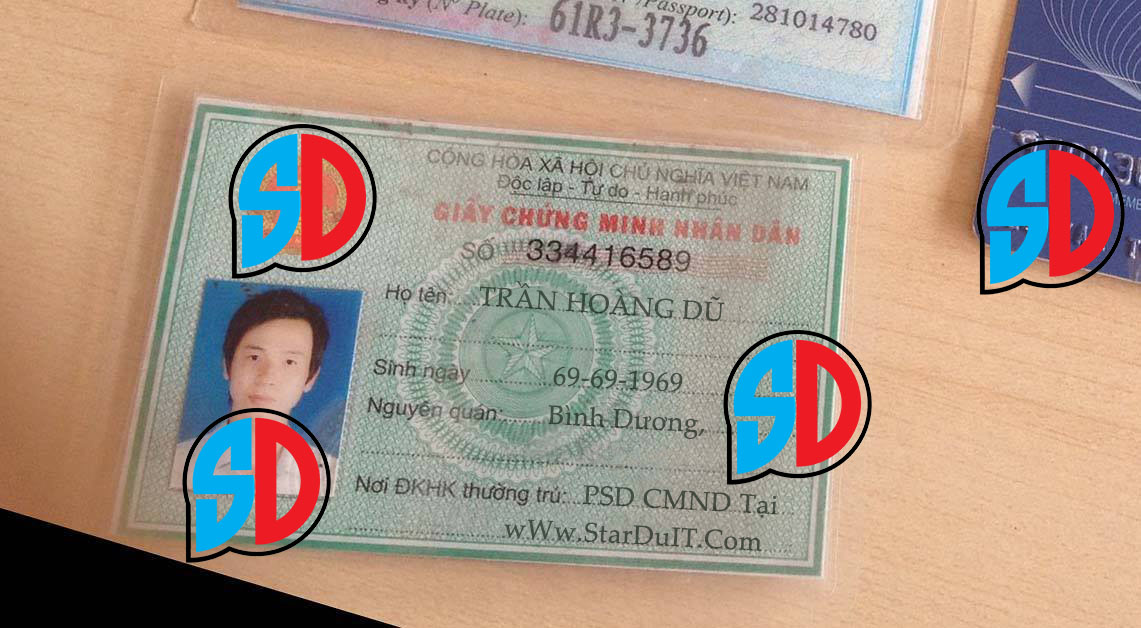 (Nº Plate):
/Passport): 281014780
61R3-3736
CỘNG HÒA XÃ HỘI CHỦ NGHĨA VIỆT NAM
Độc lập - Tự do - Hạnh phúc
GIẤY CHỨNG MINH NHÂN DÂN
SỐ 334416589
Họ tên: TRẦN HOÀNG DŨ
Sinh ngày 69-69-1969
Nguyên quán: Bình Dương,
Nơi ĐKHK thường trú: PSD CMND Tại
wWw.StarDuIT.Com
SD
SD
SD
SD